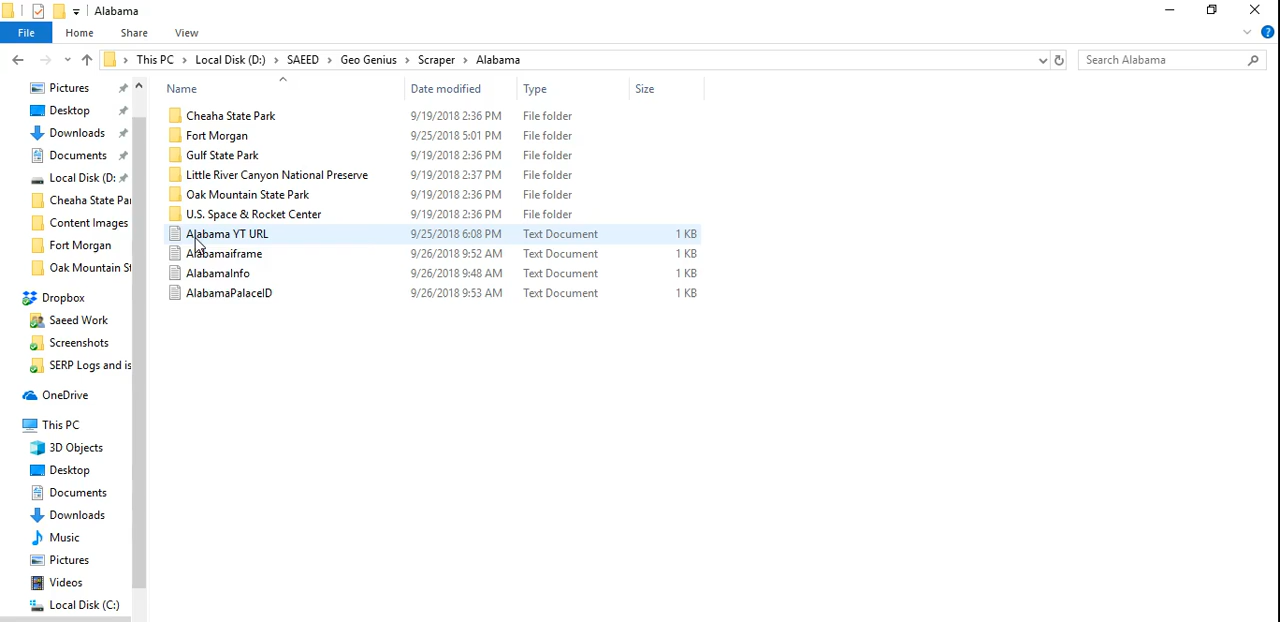 Alabama
File Home Share View
This PC Local Disk (D:) SAEED Geo Genius Scraper Alabama Search Alabama
Name Date modified Type Size
Pictures
Desktop
Downloads
Documents
Local Disk (D:
Cheaha State Pa
Content Images
Fort Morgan
Oak Mountain St
Dropbox
Saeed Work
Screenshots
SERP Logs and is
OneDrive
This PC
3D Objects
Desktop
Documents
Downloads
Music
Pictures
Videos
Local Disk (C:)
Cheaha State Park 9/19/2018 2:36 PM File folder
Fort Morgan 9/25/2018 5:01 PM File folder
Gulf State Park 9/19/2018 2:36 PM File folder
Little River Canyon National Preserve 9/19/2018 2:37 PM File folder
Oak Mountain State Park 9/19/2018 2:36 PM File folder
U.S. Space & Rocket Center 9/19/2018 2:36 PM File folder
Alabama YT URL 9/25/2018 6:08 PM Text Document 1 KB
Alabamaiframe 9/26/2018 9:52 AM Text Document 1 KB
AlabamaInfo 9/26/2018 9:48 AM Text Document 1 KB
AlabamaPalaceID 9/26/2018 9:53 AM Text Document 1 KB